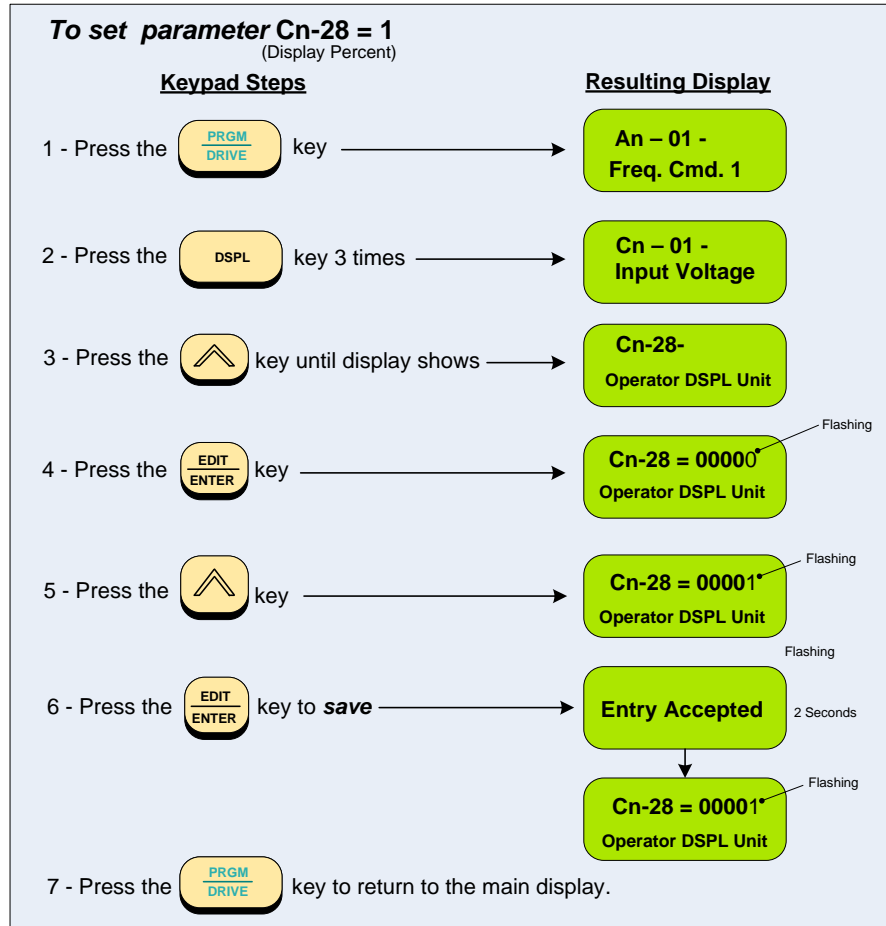 To set parameter Cn-28 = 1
(Display Percent)
Keypad Steps
Resulting Display
1 - Press the PRGM DRIVE key
An – 01 -
Freq. Cmd. 1
2 - Press the DSPL key 3 times
Cn – 01 -
Input Voltage
3 - Press the key until display shows
Cn-28-
Operator DSPL Unit
Flashing
4 - Press the EDIT ENTER key
Cn-28 = 00000
Operator DSPL Unit
Flashing
5 - Press the key
Cn-28 = 00001
Operator DSPL Unit
Flashing
6 - Press the EDIT ENTER key to save
Entry Accepted
2 Seconds
Flashing
Cn-28 = 00001
Operator DSPL Unit
7 - Press the PRGM DRIVE key to return to the main display.